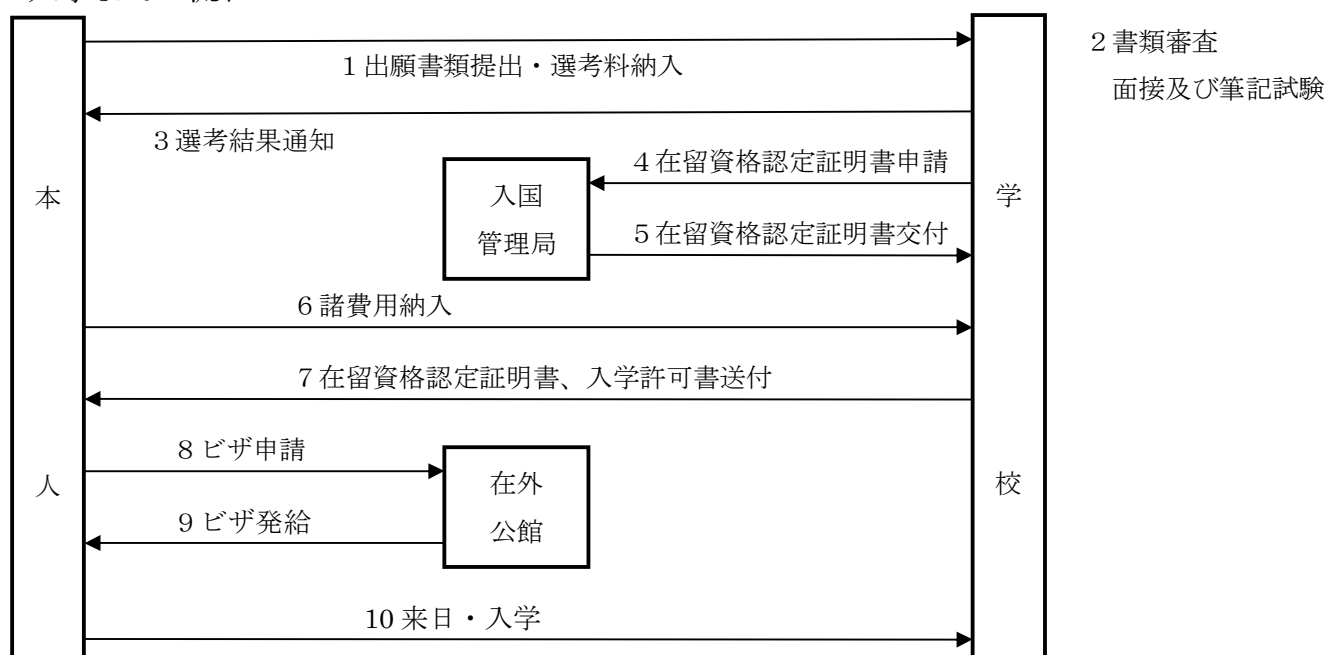 1出願書類提出・選考料納入
2書類審査
面接及び筆記試験
3選考結果通知
4在留資格認定証明書申請
入国
管理局
5在留資格認定証明書交付
本
人
学
校
6諸費用納入
7在留資格認定証明書、入学許可書送付
8ビザ申請
在外
公館
9ビザ発給
10来日・入学